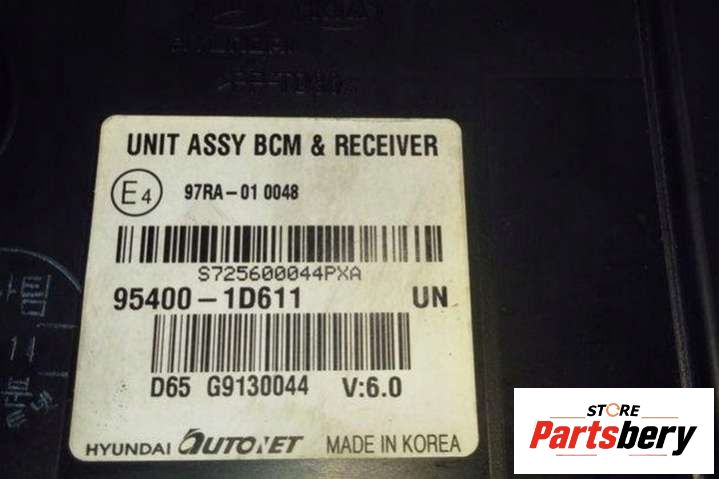 UNIT ASSY BCM & RECEIVER
E4 97RA-01 0048
S725600044PXA
95400-1D611 UN
D65 G9130044 V:6.0
HYUNDAI AUTONET MADE IN KOREA
14
STORE
Partsbery